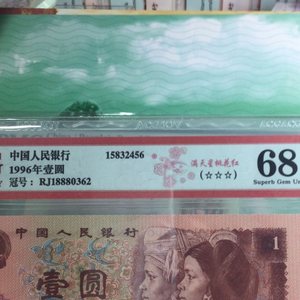 中国人民银行 15832456
1996年壹圆 满天星桃花红
冠号：RJ18880362 (☆☆☆)
68
Superb Gem Un
中国人民银行
1
壹圆